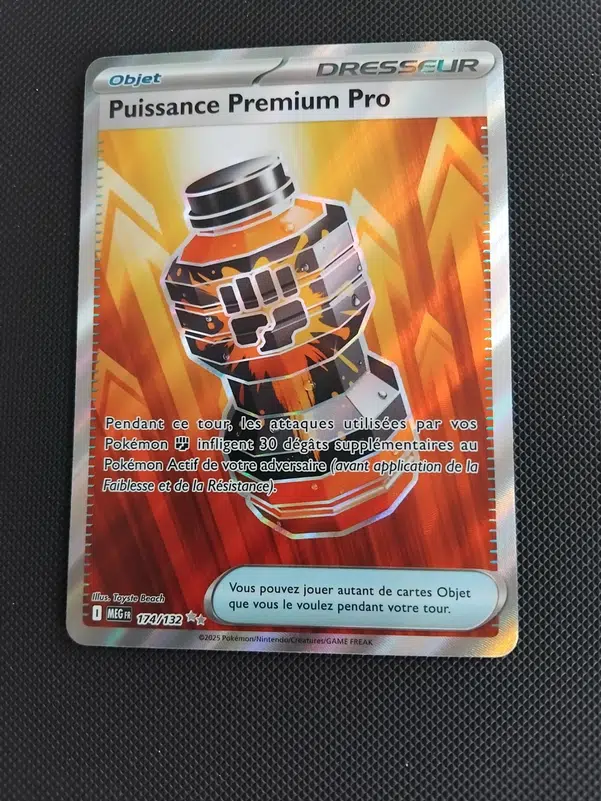 Objet
DRESSEUR
Puissance Premium Pro
Pendant ce tour, les attaques utilisées par vos
Pokémon infligent 30 dégâts supplémentaires au
Pokémon Actif de votre adversaire (avant application de la
Faiblesse et de la Résistance).
Illus. Tayste Beach
Vous pouvez jouer autant de cartes Objet
que vous le voulez pendant votre tour.
I MEG FR 174/132
©2025 Pokémon/Nintendo/Creatures/GAME FREAK